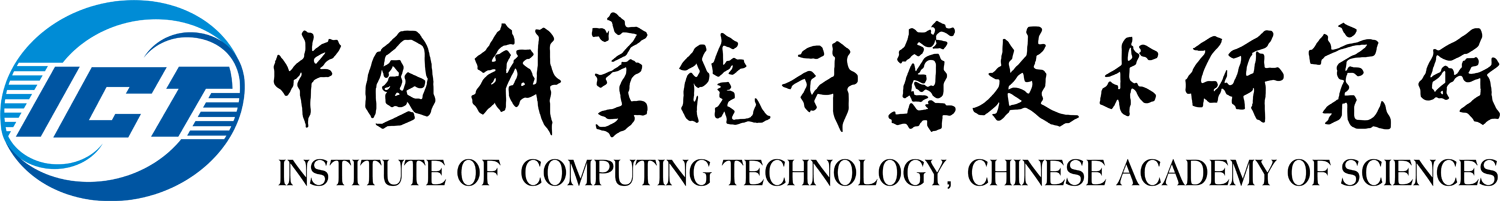 ICT
中国科学院计算技术研究所
INSTITUTE OF COMPUTING TECHNOLOGY, CHINESE ACADEMY OF SCIENCES